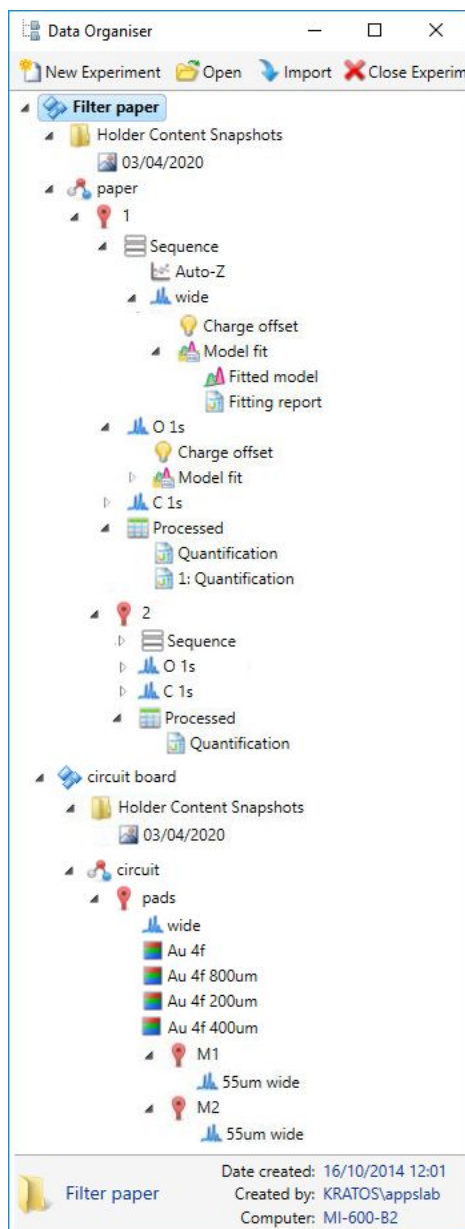 Data Organiser
New Experiment Open Import Close Experim
Filter paper
Holder Content Snapshots
03/04/2020
paper
1
Sequence
Auto-Z
wide
Charge offset
Model fit
Fitted model
Fitting report
O 1s
Charge offset
Model fit
C 1s
Processed
Quantification
1: Quantification
2
Sequence
O 1s
C 1s
Processed
Quantification
circuit board
Holder Content Snapshots
03/04/2020
circuit
pads
wide
Au 4f
Au 4f 800um
Au 4f 200um
Au 4f 400um
M1
55um wide
M2
55um wide
Filter paper
Date created: 16/10/2014 12:01
Created by: KRATOS\appslab
Computer: MI-600-B2